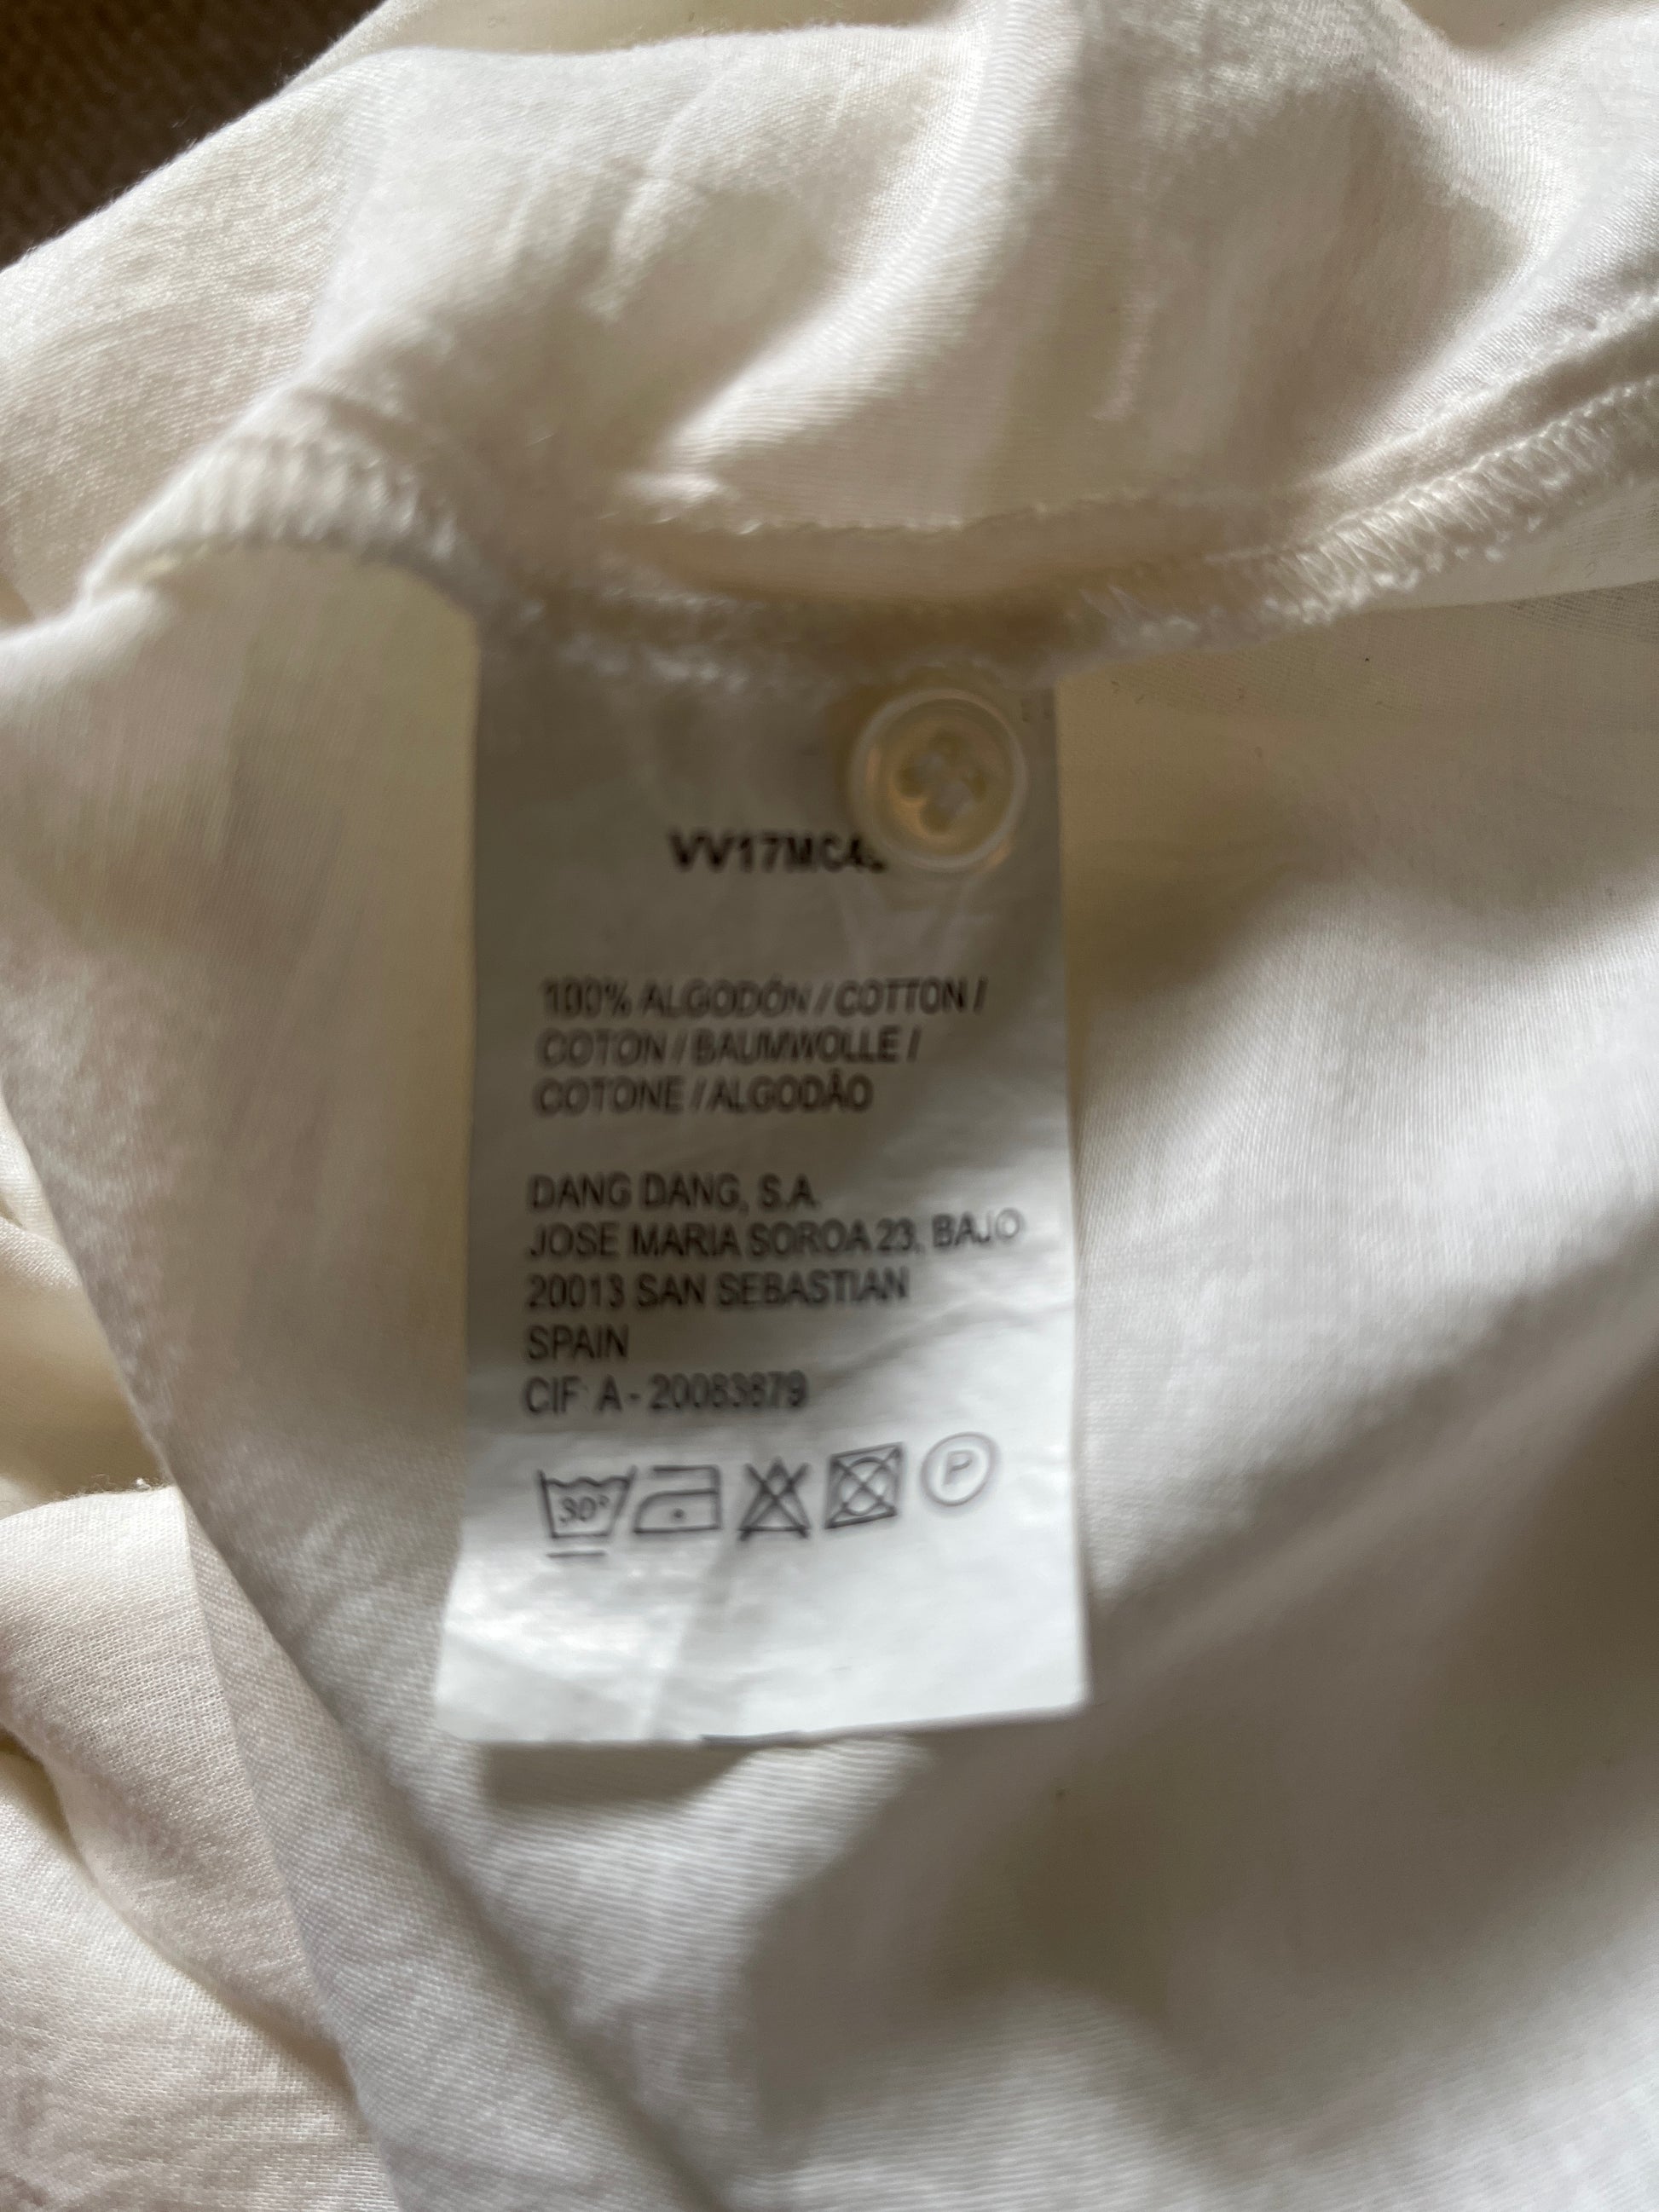 100% ALGODÓN / COTTON /
COTON / BAUMWOLLE /
COTONE / ALGODÃO
DANG DANG, S.A.
JOSE MARIA SOROA 23, BAJO
20013 SAN SEBASTIAN
SPAIN
CIF A -
30°
P